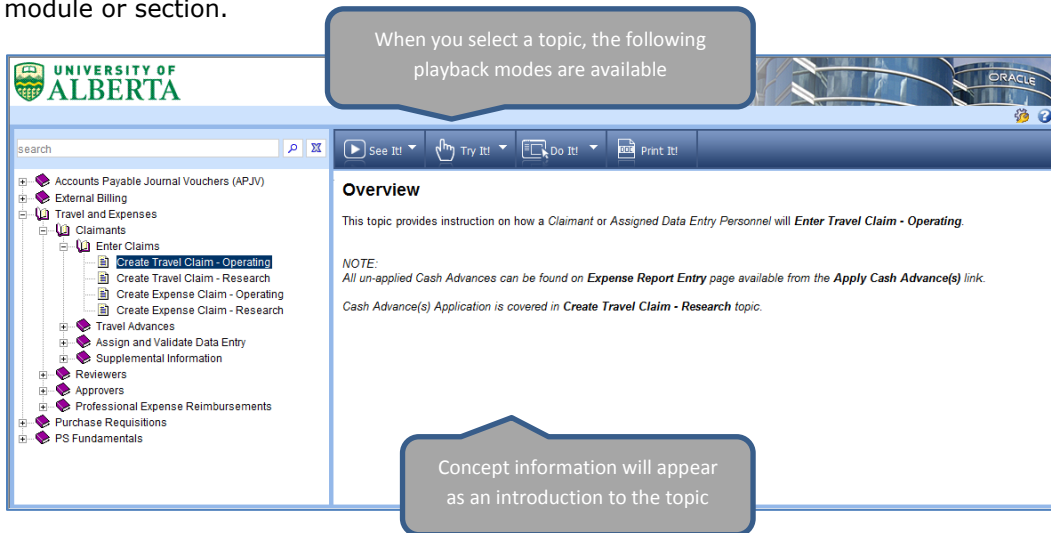 module or section.
When you select a topic, the following
playback modes are available
UNIVERSITY OF
ALBERTA
ORACLE
search
See It!
Try It!
Do It!
Print It!
Accounts Payable Journal Vouchers (APJV)
External Billing
Travel and Expenses
Claimants
Enter Claims
Create Travel Claim - Operating
Create Travel Claim - Research
Create Expense Claim - Operating
Create Expense Claim - Research
Travel Advances
Assign and Validate Data Entry
Supplemental Information
Reviewers
Approvers
Professional Expense Reimbursements
Purchase Requisitions
PS Fundamentals
Overview
This topic provides instruction on how a Claimant or Assigned Data Entry Personnel will Enter Travel Claim - Operating.
NOTE:
All un-applied Cash Advances can be found on Expense Report Entry page available from the Apply Cash Advance(s) link.
Cash Advance(s) Application is covered in Create Travel Claim - Research topic.
Concept information will appear
as an introduction to the topic